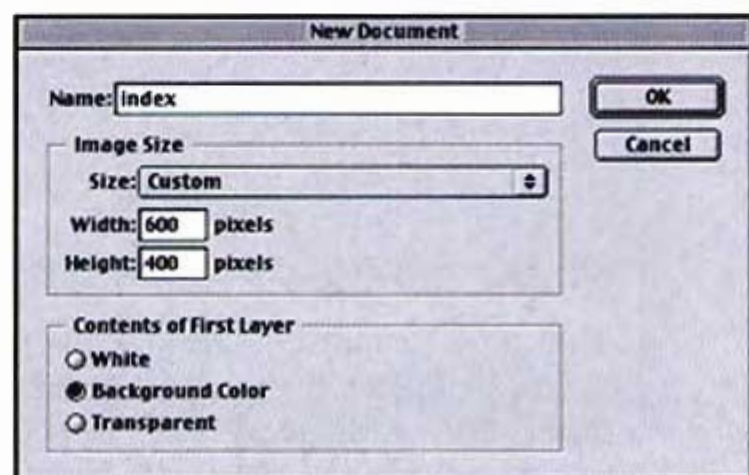 New Document
Name: index
OK
Cancel
Image Size
Size: Custom
Width: 600 pixels
Height: 400 pixels
Contents of First Layer
White
Background Color
Transparent